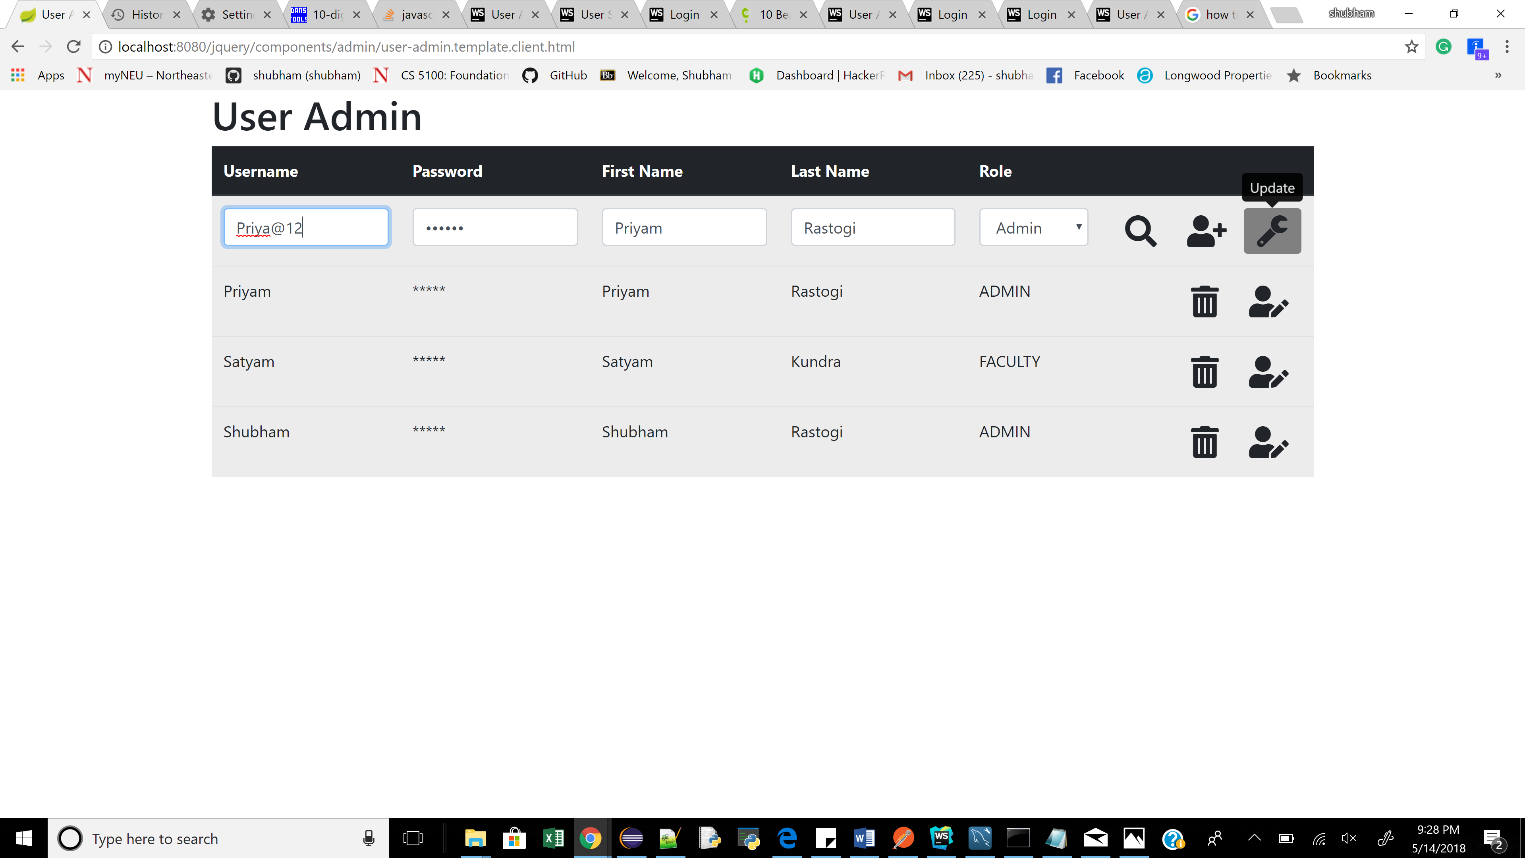 User A Histor Settin 10-dig javasc User A User S Login 10 Be User A Login Login User A how t shubham
localhost:8080/jquery/components/admin/user-admin.template.client.html
Apps myNEU – Northeaste shubham (shubham) CS 5100: Foundation GitHub Bb Welcome, Shubham Dashboard | HackerR Inbox (225) - shubha Facebook Longwood Propertie Bookmarks »
User Admin
Username Password First Name Last Name Role
Update
Priya@12 •••••• Priyam Rastogi Admin
Priyam ***** Priyam Rastogi ADMIN
Satyam ***** Satyam Kundra FACULTY
Shubham ***** Shubham Rastogi ADMIN
Type here to search
9:28 PM
5/14/2018
2